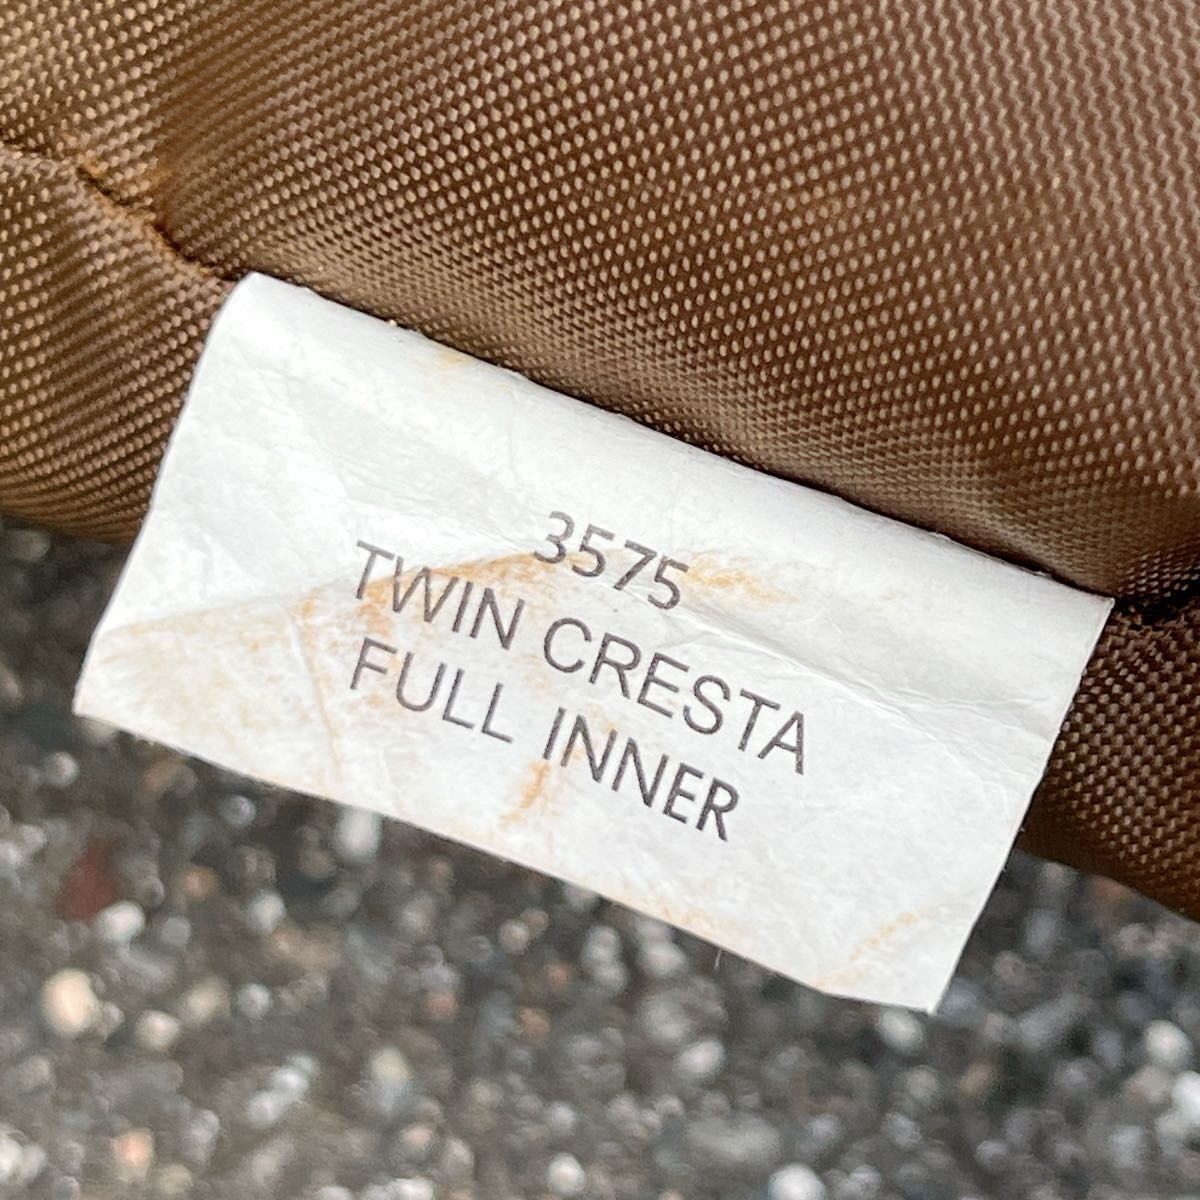 3575
TWIN CRESTA
FULL INNER